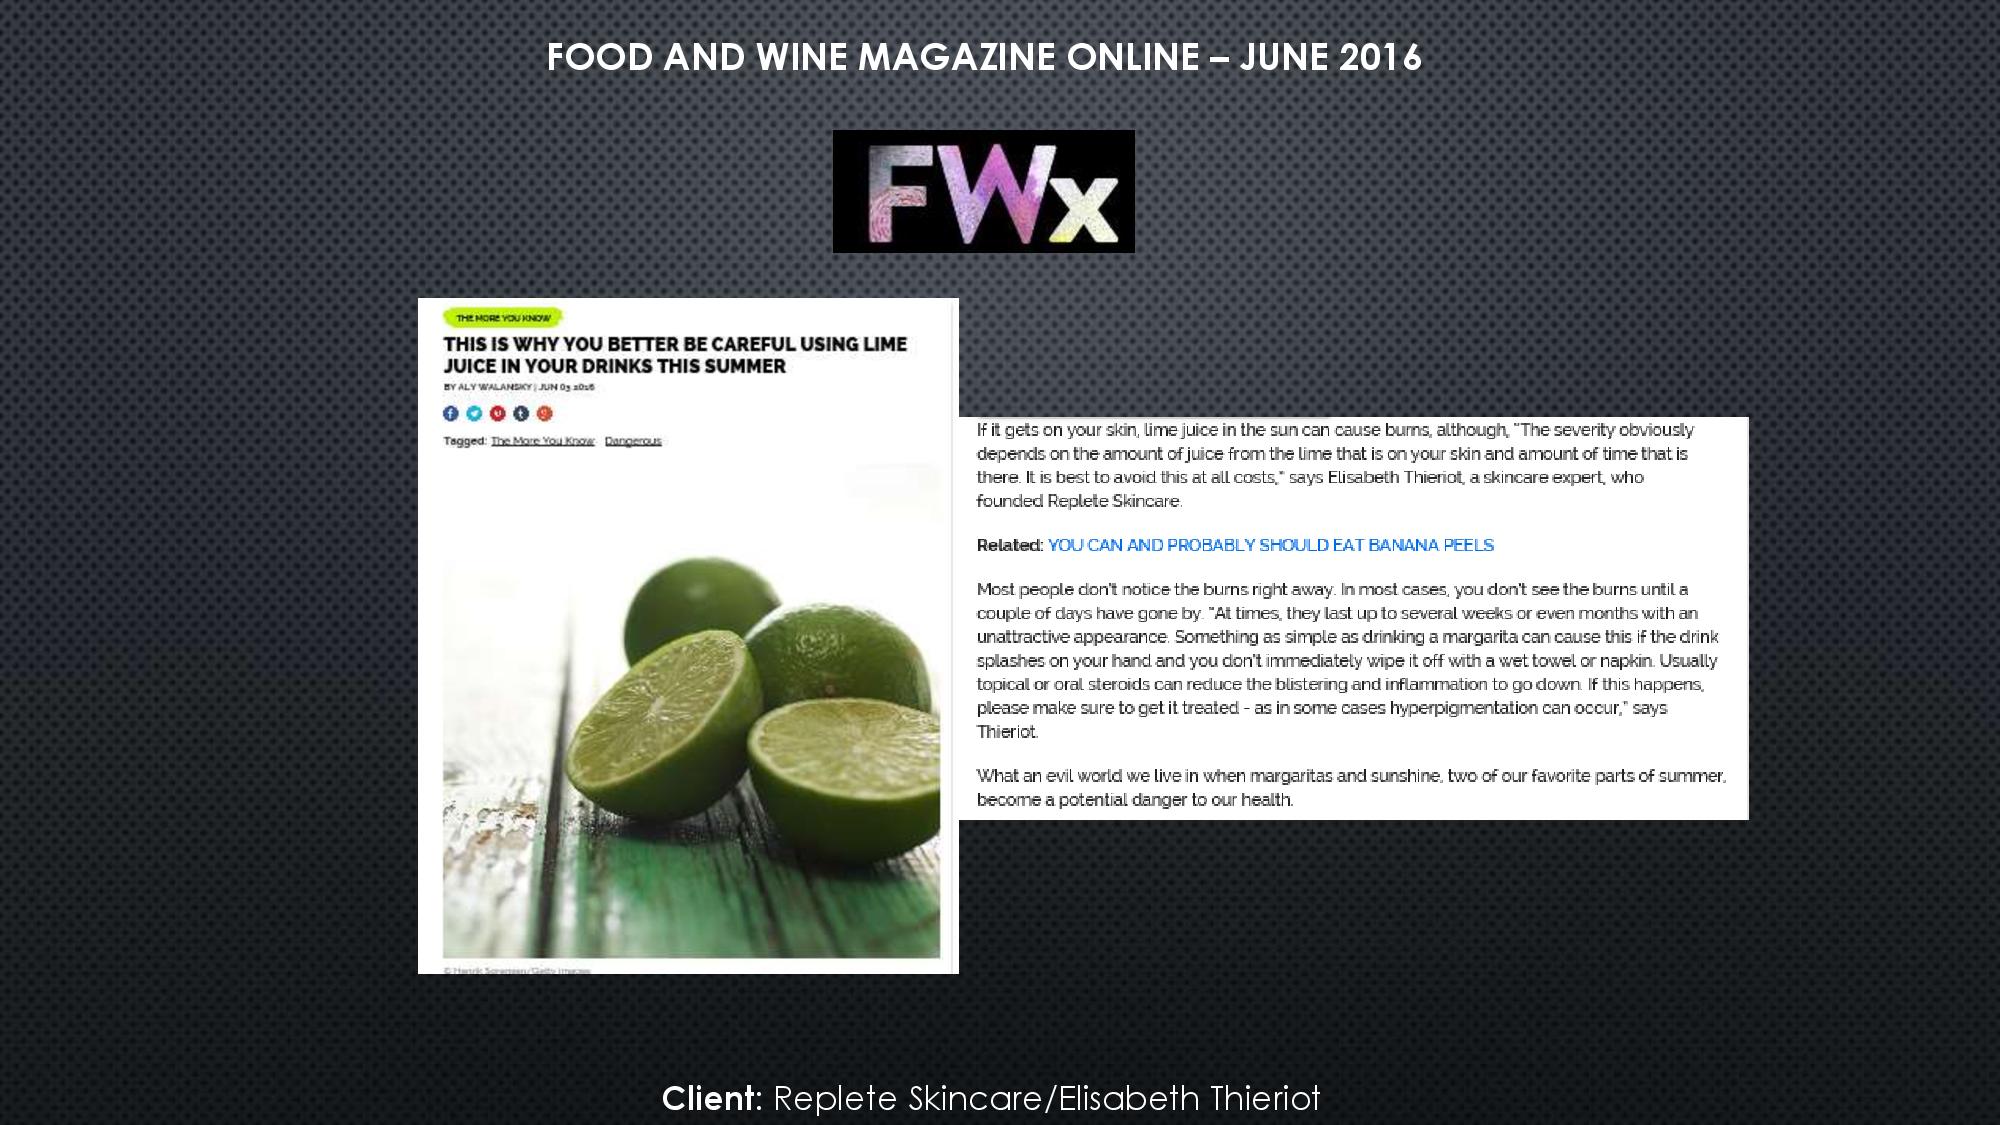 FOOD AND WINE MAGAZINE ONLINE – JUNE 2016
FWx
THE MORE YOU KNOW
THIS IS WHY YOU BETTER BE CAREFUL USING LIME
JUICE IN YOUR DRINKS THIS SUMMER
BY ALY WALANSKY | JUN 03 2016
Tagged: The More You Know Dangerous
© Henrik Sorensen/Getty Images
If it gets on your skin, lime juice in the sun can cause burns, although, "The severity obviously
depends on the amount of juice from the lime that is on your skin and amount of time that is
there. It is best to avoid this at all costs," says Elisabeth Thieriot, a skincare expert, who
founded Replete Skincare.
Related: YOU CAN AND PROBABLY SHOULD EAT BANANA PEELS
Most people don't notice the burns right away. In most cases, you don't see the burns until a
couple of days have gone by. "At times, they last up to several weeks or even months with an
unattractive appearance. Something as simple as drinking a margarita can cause this if the drink
splashes on your hand and you don't immediately wipe it off with a wet towel or napkin. Usually
topical or oral steroids can reduce the blistering and inflammation to go down. If this happens,
please make sure to get it treated - as in some cases hyperpigmentation can occur," says
Thieriot.
What an evil world we live in when margaritas and sunshine, two of our favorite parts of summer,
become a potential danger to our health.
Client: Replete Skincare/Elisabeth Thieriot